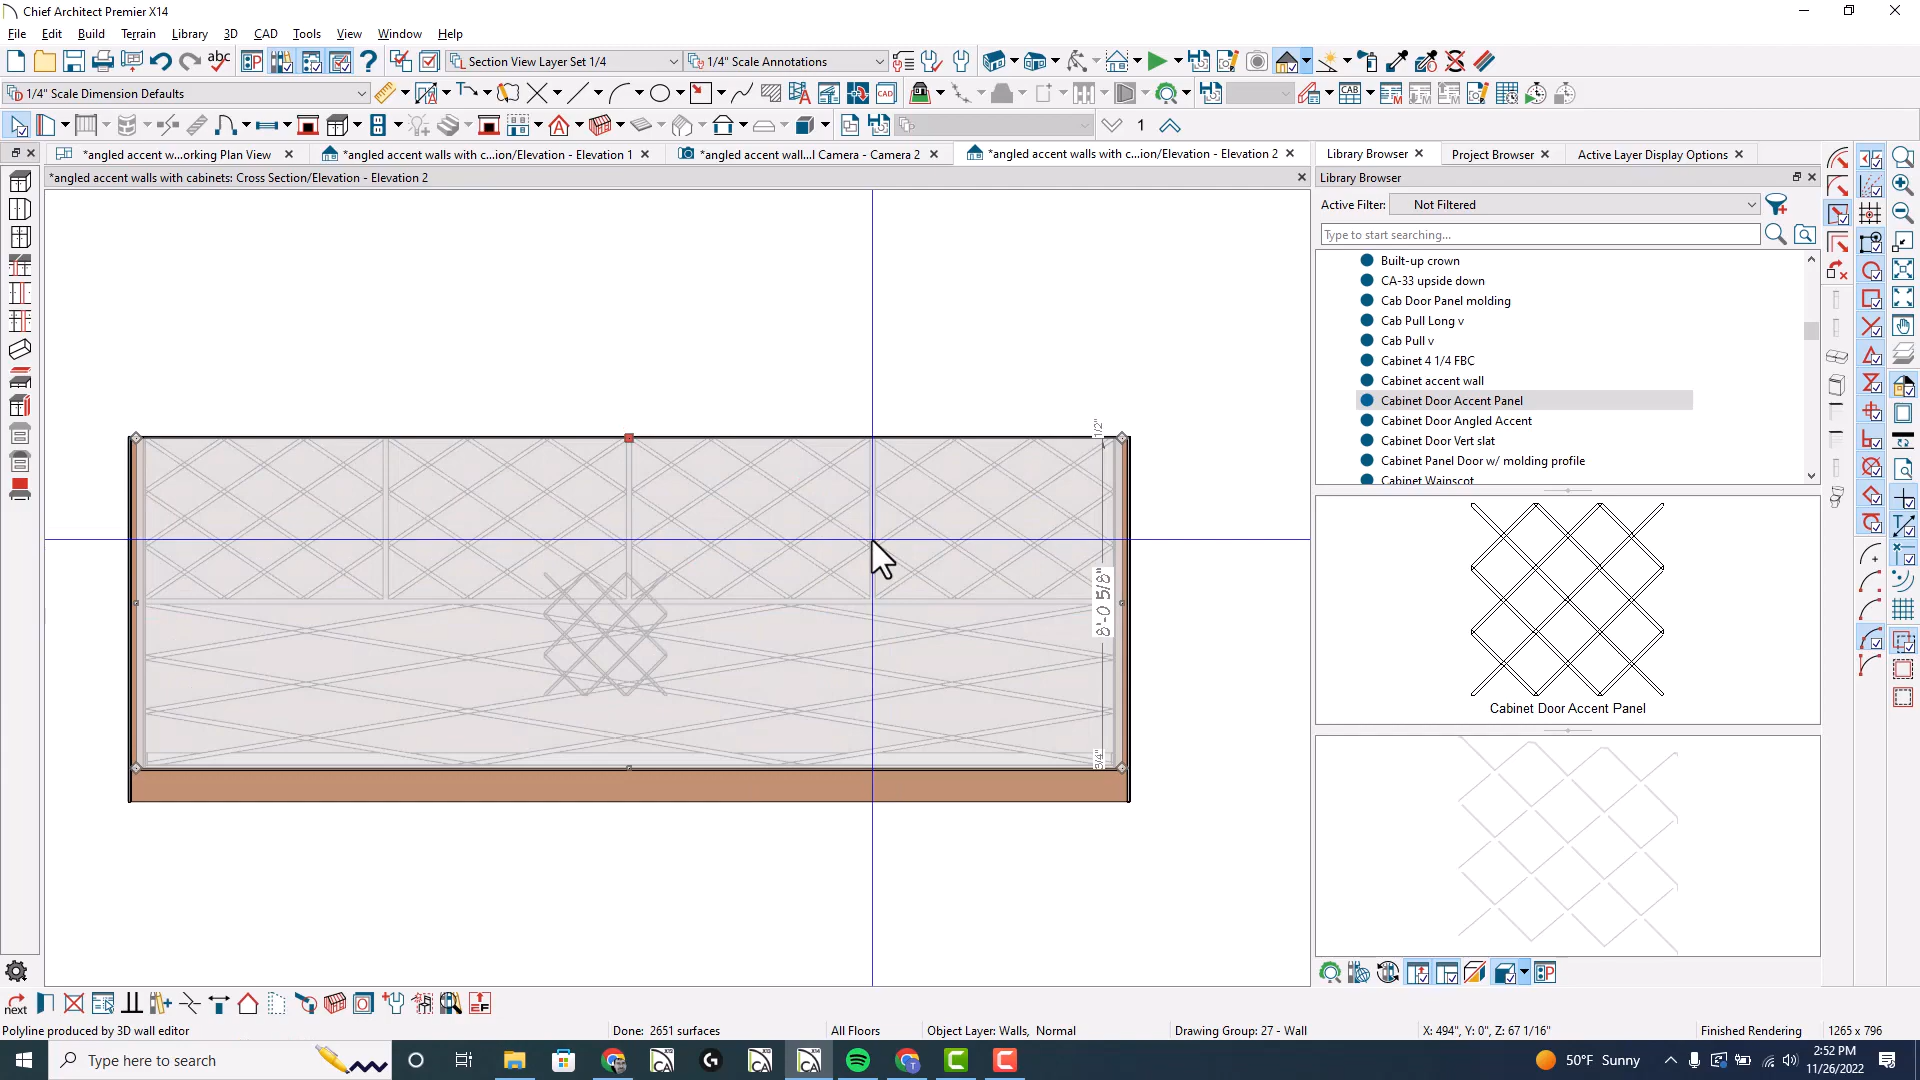 Chief Architect Premier X14
File Edit Build Terrain Library 3D CAD Tools View Window Help
Section View Layer Set 1/4
1/4" Scale Annotations
1/4" Scale Dimension Defaults
CAD
CAB
1
*angled accent w...orking Plan View
*angled accent walls with c...ion/Elevation - Elevation 1
*angled accent wall...l Camera - Camera 2
*angled accent walls with c...ion/Elevation - Elevation 2
Library Browser
Project Browser
Active Layer Display Options
*angled accent walls with cabinets: Cross Section/Elevation - Elevation 2
Library Browser
Active Filter: Not Filtered
Type to start searching...
Built-up crown
CA-33 upside down
Cab Door Panel molding
Cab Pull Long v
Cab Pull v
Cabinet 4 1/4 FBC
Cabinet accent wall
Cabinet Door Accent Panel
Cabinet Door Angled Accent
Cabinet Door Vert slat
Cabinet Panel Door w/ molding profile
Cabinet Wainscot
1/2"
8'-0 5/8"
3/4"
Cabinet Door Accent Panel
next
Polyline produced by 3D wall editor
Done: 2651 surfaces
All Floors
Object Layer: Walls, Normal
Drawing Group: 27 - Wall
X: 494", Y: 0", Z: 67 1/16"
Finished Rendering
1265 x 796
Type here to search
50°F Sunny
2:52 PM
11/26/2022